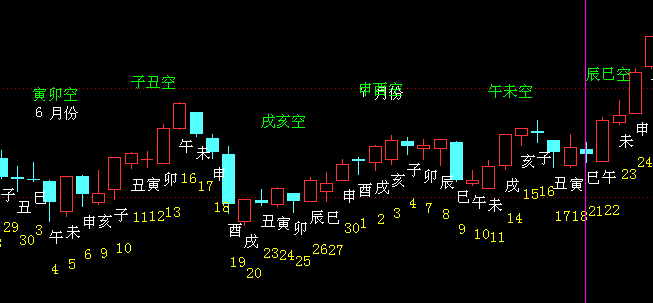 寅卯空
子丑空
戌亥空
申酉空
午未空
辰巳空
6 月份
7 月份
子 丑 巳 午 未 申 亥 子 丑 寅 卯 午 未 申 酉 戌 丑 寅 卯 辰 巳 申 酉 戌 亥 子 卯 辰 巳 午 未 戌 亥 子 丑 寅 巳 午 未 申
29 30 3 4 5 6 9 10 11 12 13 16 17 18 19 20 23 24 25 26 27 30 1 2 3 4 7 8 9 10 11 14 15 16 17 18 21 22 23 24